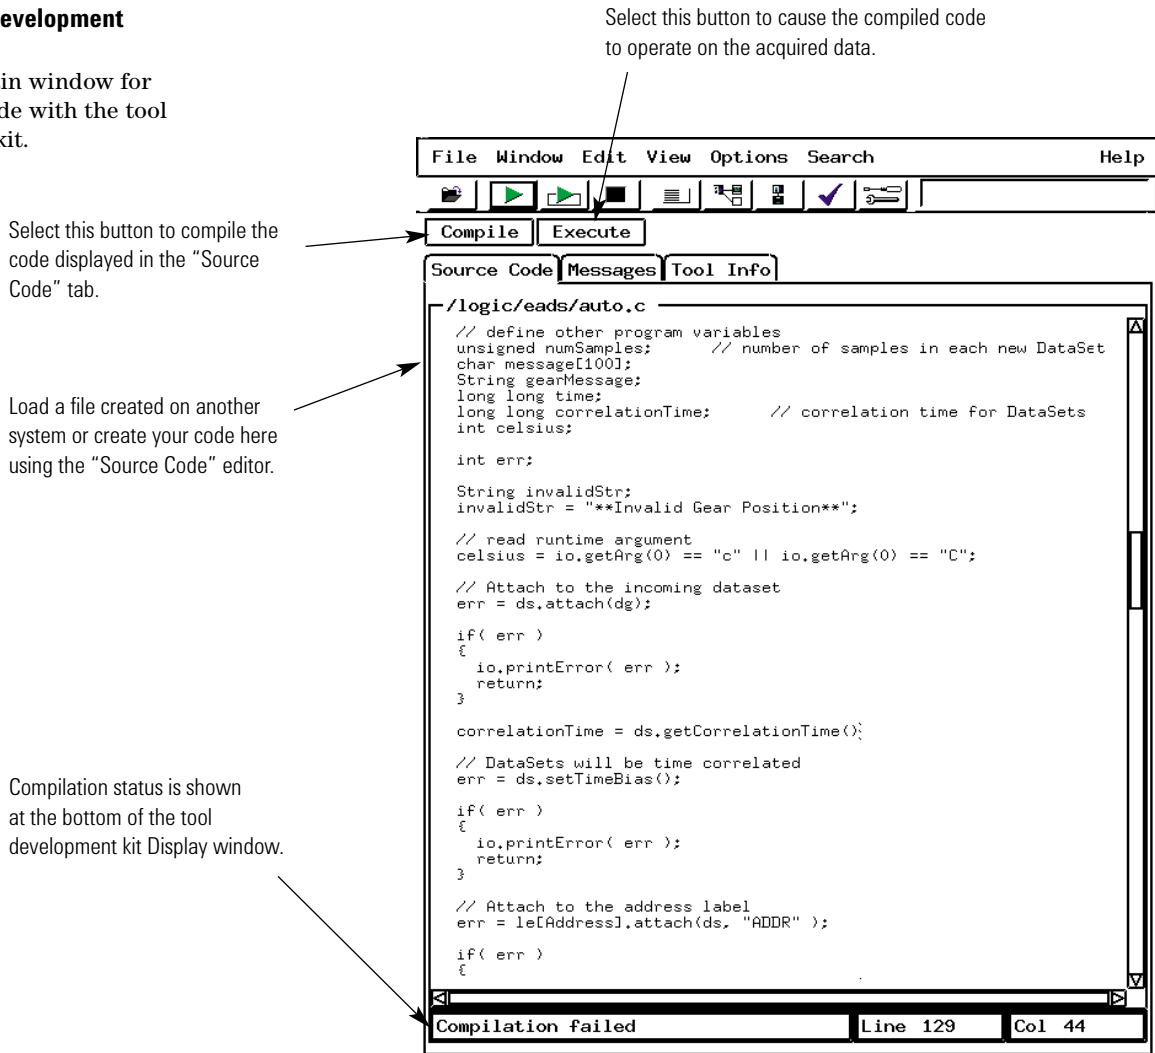 evelopment
in window for
de with the tool
kit.
Select this button to cause the compiled code
to operate on the acquired data.
Select this button to compile the
code displayed in the “Source
Code” tab.
Load a file created on another
system or create your code here
using the “Source Code” editor.
Compilation status is shown
at the bottom of the tool
development kit Display window.
File Window Edit View Options Search Help
Compile Execute
Source Code Messages Tool Info
/logic/eads/auto.c
// define other program variables
unsigned numSamples; // number of samples in each new DataSet
char message[100];
String gearMessage;
long long time;
long long correlationTime; // correlation time for DataSets
int celsius;
int err;
String invalidStr;
invalidStr = "**Invalid Gear Position**";
// read runtime argument
celsius = io.getArg(0) == "c" || io.getArg(0) == "C";
// Attach to the incoming dataset
err = ds.attach(dg);
if( err )
{
io.printError( err );
return;
}
correlationTime = ds.getCorrelationTime();
// DataSets will be time correlated
err = ds.setTimeBias();
if( err )
{
io.printError( err );
return;
}
// Attach to the address label
err = le[Address].attach(ds, "ADDR" );
if( err )
{
Compilation failed Line 129 Col 44